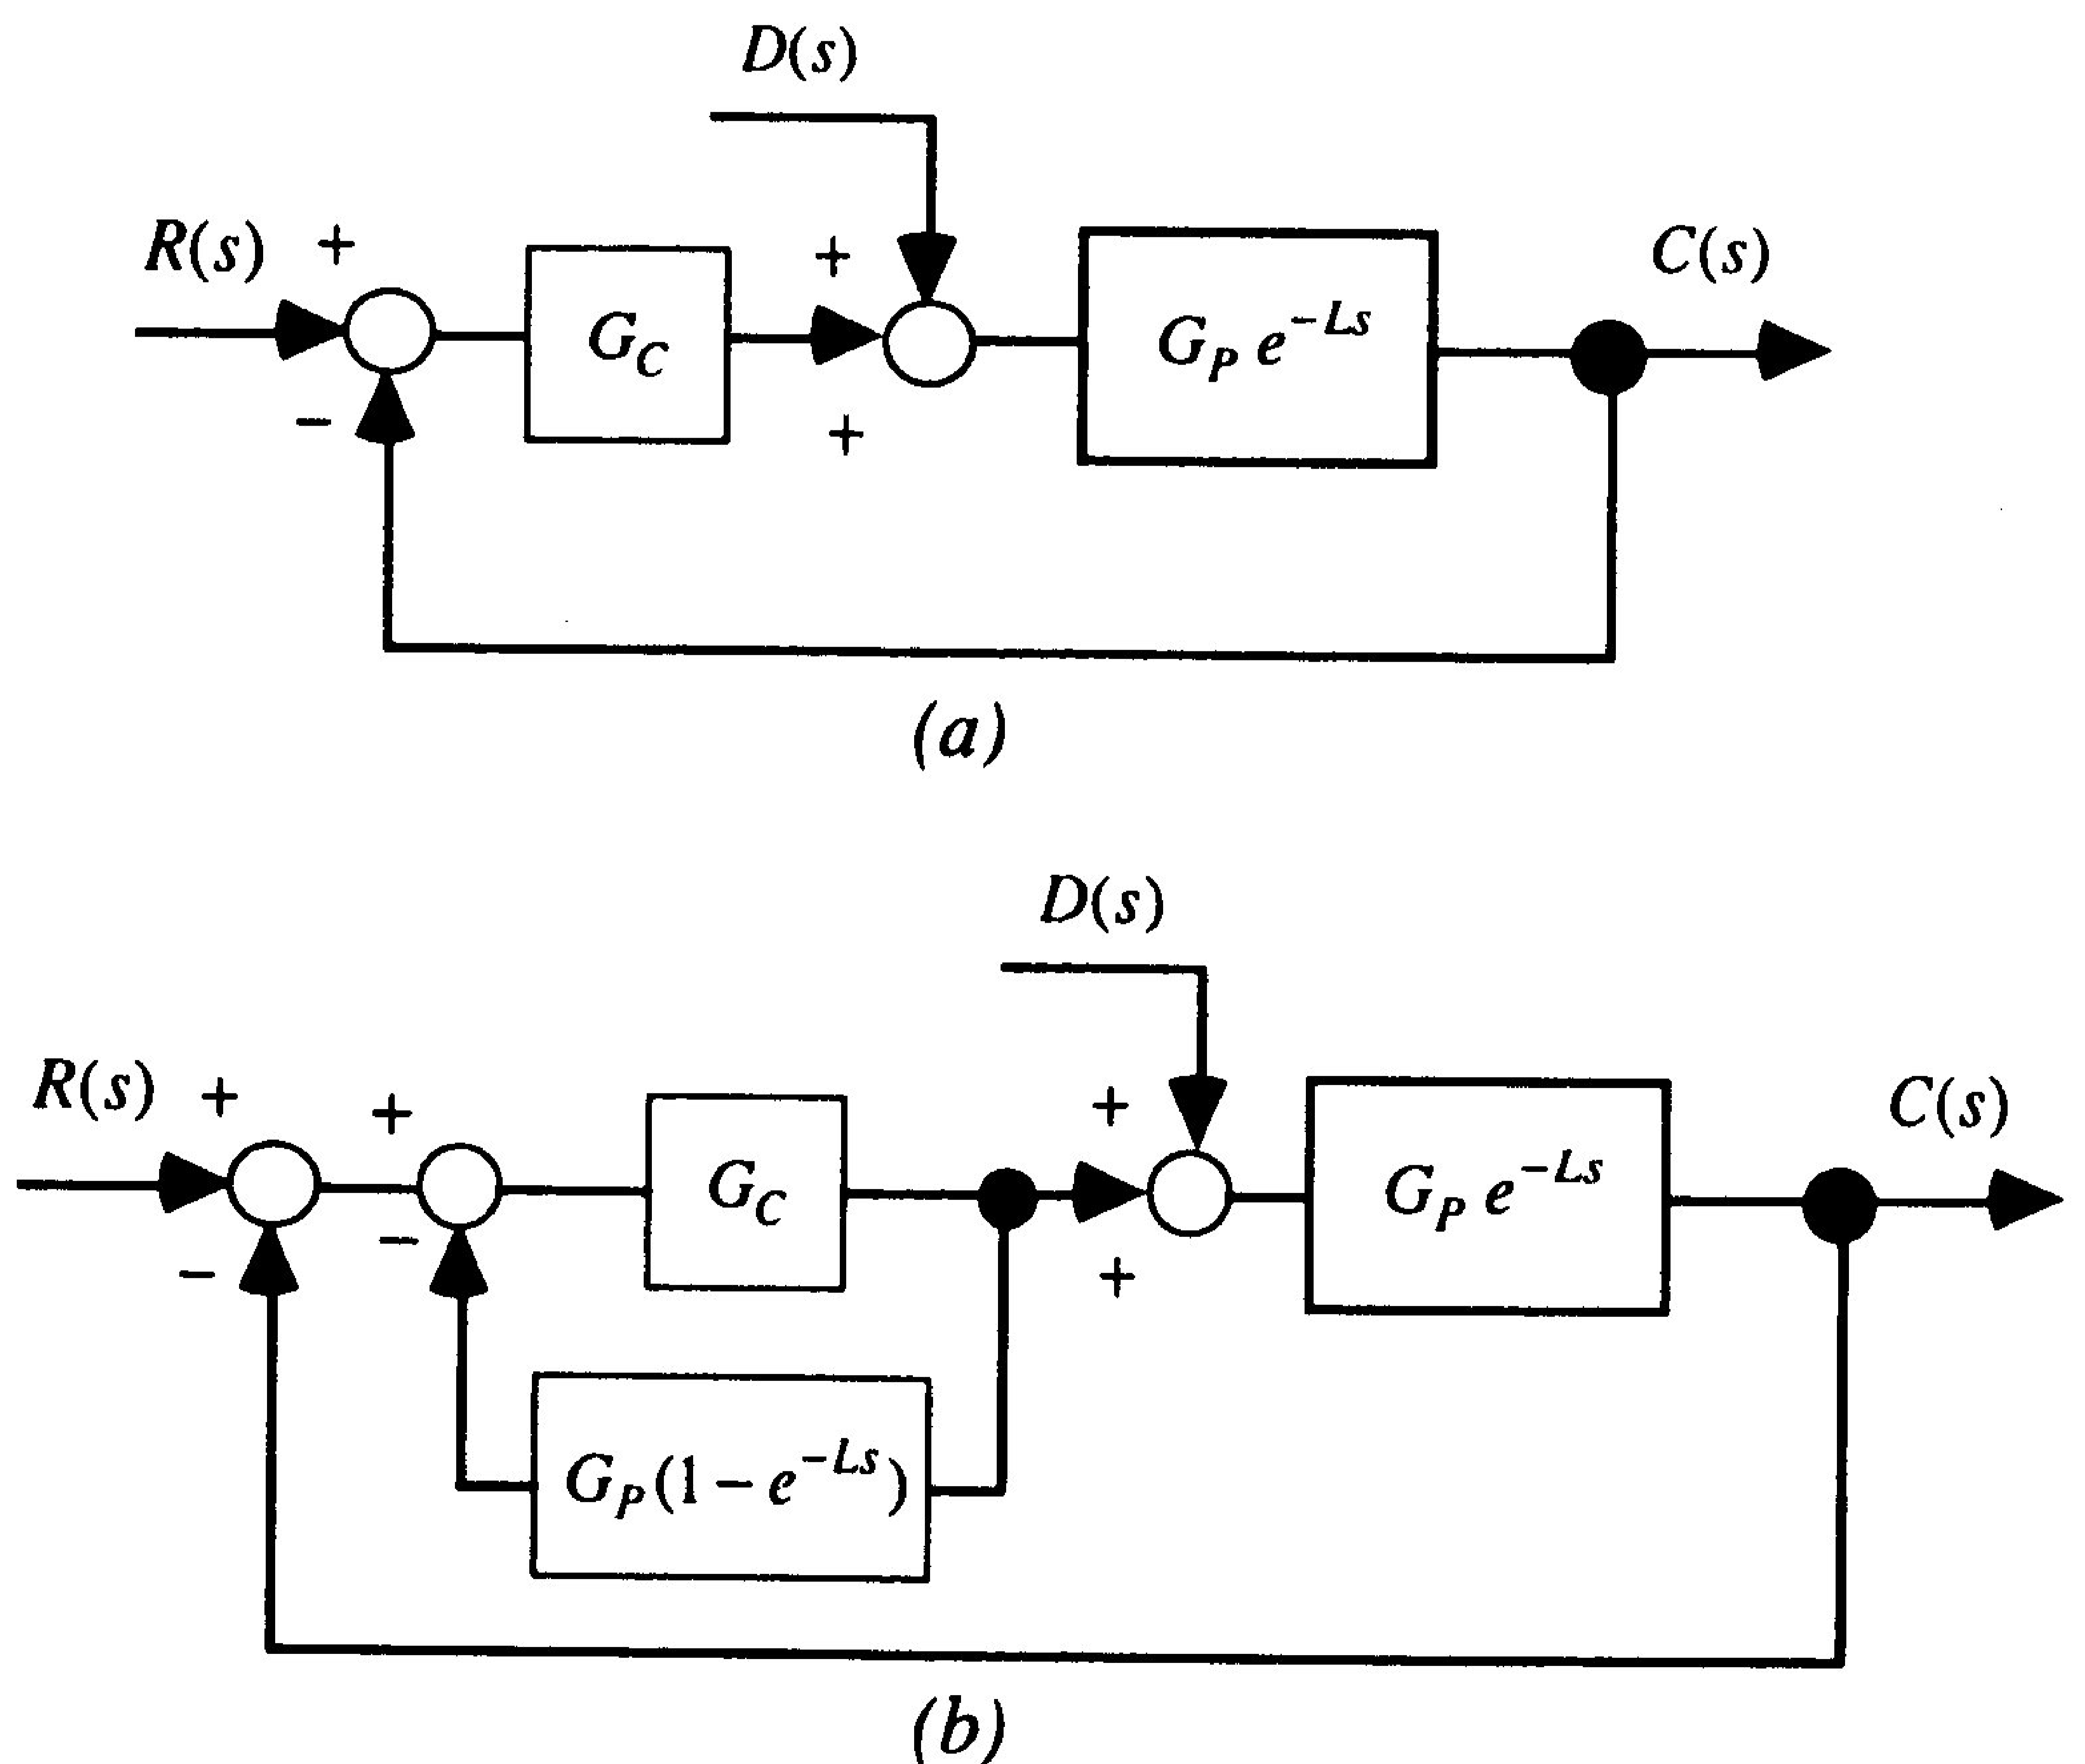 D(s)
R(s) + + C(s)
G_C G_P e^{-Ls}
- +
(a)
D(s)
R(s) + + + C(s)
G_C G_P e^{-Ls}
- - +
G_P(1-e^{-Ls})
(b)